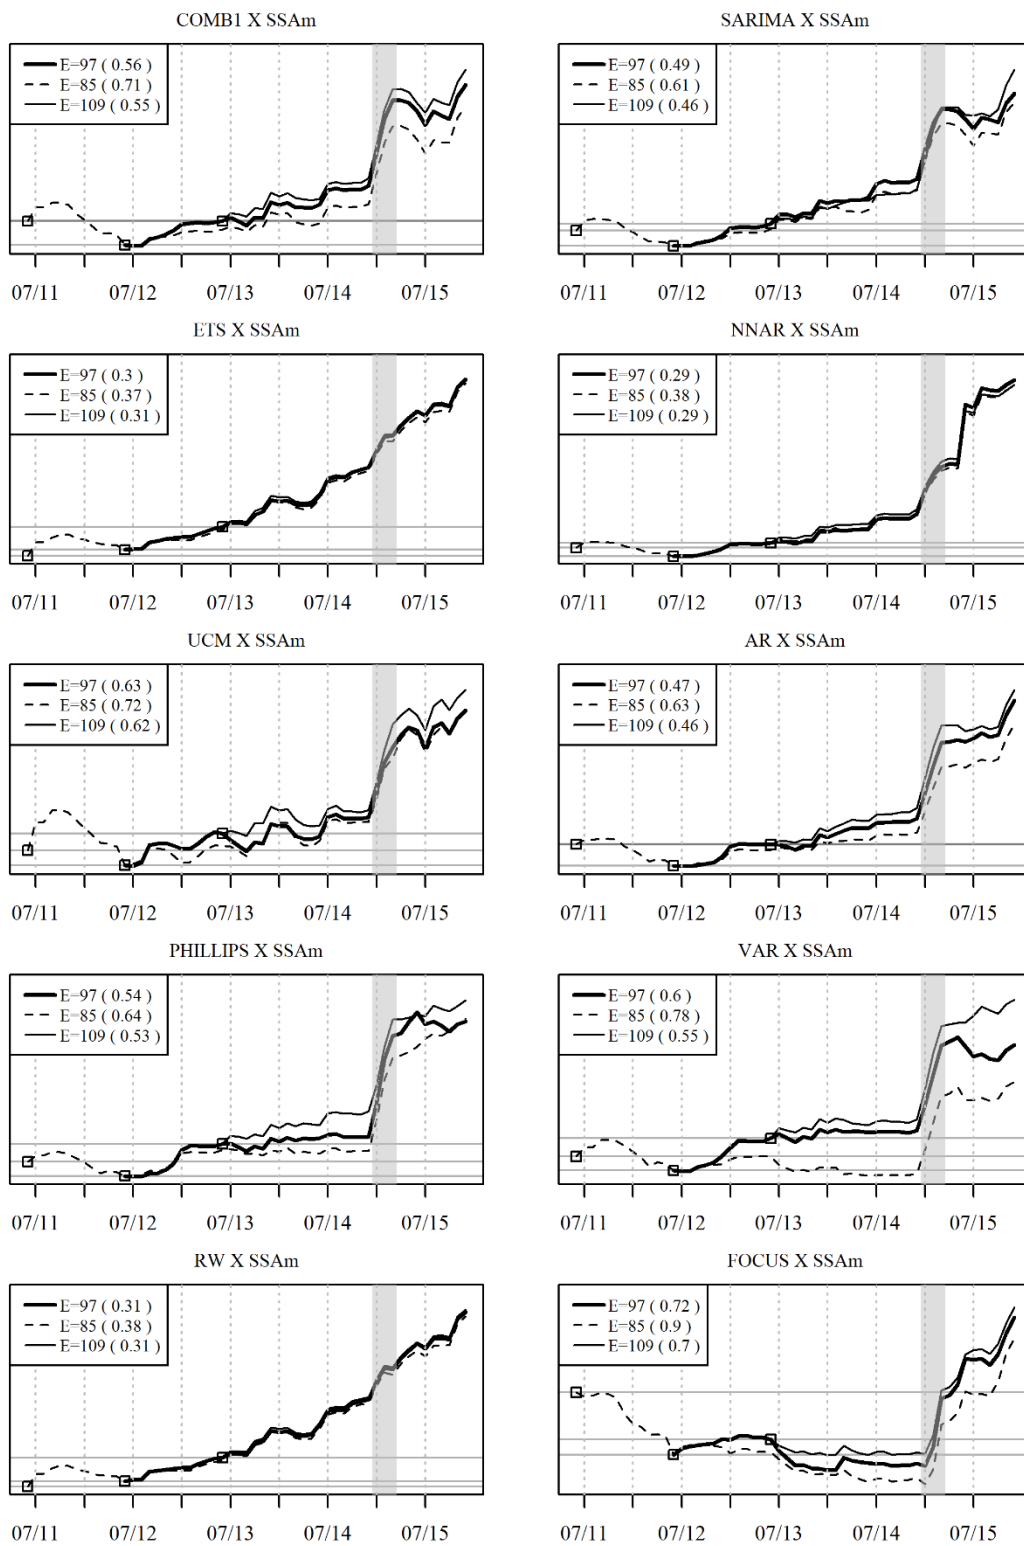 COMB1 X SSAm
E=97 ( 0.56 )
E=85 ( 0.71 )
E=109 ( 0.55 )
07/11 07/12 07/13 07/14 07/15
SARIMA X SSAm
E=97 ( 0.49 )
E=85 ( 0.61 )
E=109 ( 0.46 )
07/11 07/12 07/13 07/14 07/15
ETS X SSAm
E=97 ( 0.3 )
E=85 ( 0.37 )
E=109 ( 0.31 )
07/11 07/12 07/13 07/14 07/15
NNAR X SSAm
E=97 ( 0.29 )
E=85 ( 0.38 )
E=109 ( 0.29 )
07/11 07/12 07/13 07/14 07/15
UCM X SSAm
E=97 ( 0.63 )
E=85 ( 0.72 )
E=109 ( 0.62 )
07/11 07/12 07/13 07/14 07/15
AR X SSAm
E=97 ( 0.47 )
E=85 ( 0.63 )
E=109 ( 0.46 )
07/11 07/12 07/13 07/14 07/15
PHILLIPS X SSAm
E=97 ( 0.54 )
E=85 ( 0.64 )
E=109 ( 0.53 )
07/11 07/12 07/13 07/14 07/15
VAR X SSAm
E=97 ( 0.6 )
E=85 ( 0.78 )
E=109 ( 0.55 )
07/11 07/12 07/13 07/14 07/15
RW X SSAm
E=97 ( 0.31 )
E=85 ( 0.38 )
E=109 ( 0.31 )
07/11 07/12 07/13 07/14 07/15
FOCUS X SSAm
E=97 ( 0.72 )
E=85 ( 0.9 )
E=109 ( 0.7 )
07/11 07/12 07/13 07/14 07/15